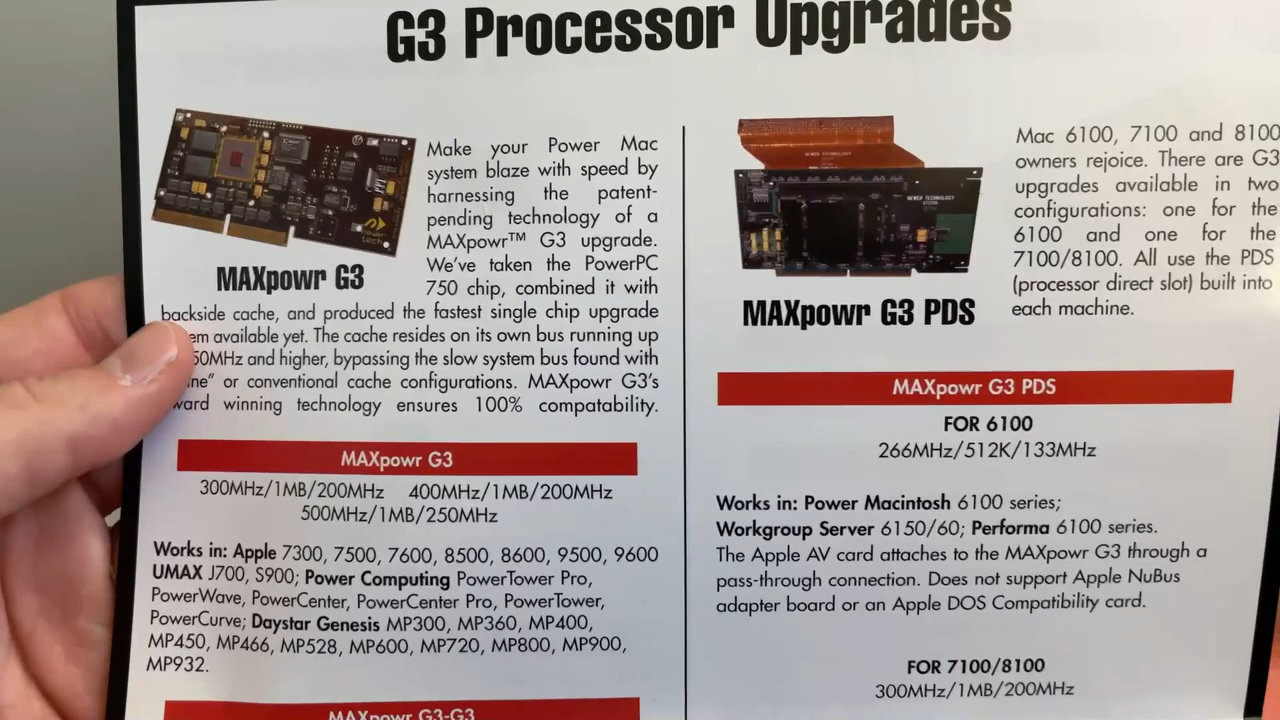 G3 Processor Upgrades
newer
tech
Make your Power Mac
system blaze with speed by
harnessing the patent-
pending technology of a
MAXpowr™ G3 upgrade.
We've taken the PowerPC
750 chip, combined it with
MAXpowr G3
backside cache, and produced the fastest single chip upgrade
available yet. The cache resides on its own bus running up
50MHz and higher, bypassing the slow system bus found with
or conventional cache configurations. MAXpowr G3's
winning technology ensures 100% compatability.
MAXpowr G3
300MHz/1MB/200MHz 400MHz/1MB/200MHz
500MHz/1MB/250MHz
Works in: Apple 7300, 7500, 7600, 8500, 8600, 9500, 9600
UMAX J700, S900; Power Computing PowerTower Pro,
PowerWave, PowerCenter, PowerCenter Pro, PowerTower,
PowerCurve; Daystar Genesis MP300, MP360, MP400,
MP450, MP466, MP528, MP600, MP720, MP800, MP900,
MP932.
MAXpowr G3-G3
NEWER TECHNOLOGY
NEWER TECHNOLOGY
MAXpowr G3 PDS
Mac 6100, 7100 and 8100
owners rejoice. There are G3
upgrades available in two
configurations: one for the
6100 and one for the
7100/8100. All use the PDS
(processor direct slot) built into
each machine.
MAXpowr G3 PDS
FOR 6100
266MHz/512K/133MHz
Works in: Power Macintosh 6100 series;
Workgroup Server 6150/60; Performa 6100 series.
The Apple AV card attaches to the MAXpowr G3 through a
pass-through connection. Does not support Apple NuBus
adapter board or an Apple DOS Compatibility card.
FOR 7100/8100
300MHz/1MB/200MHz